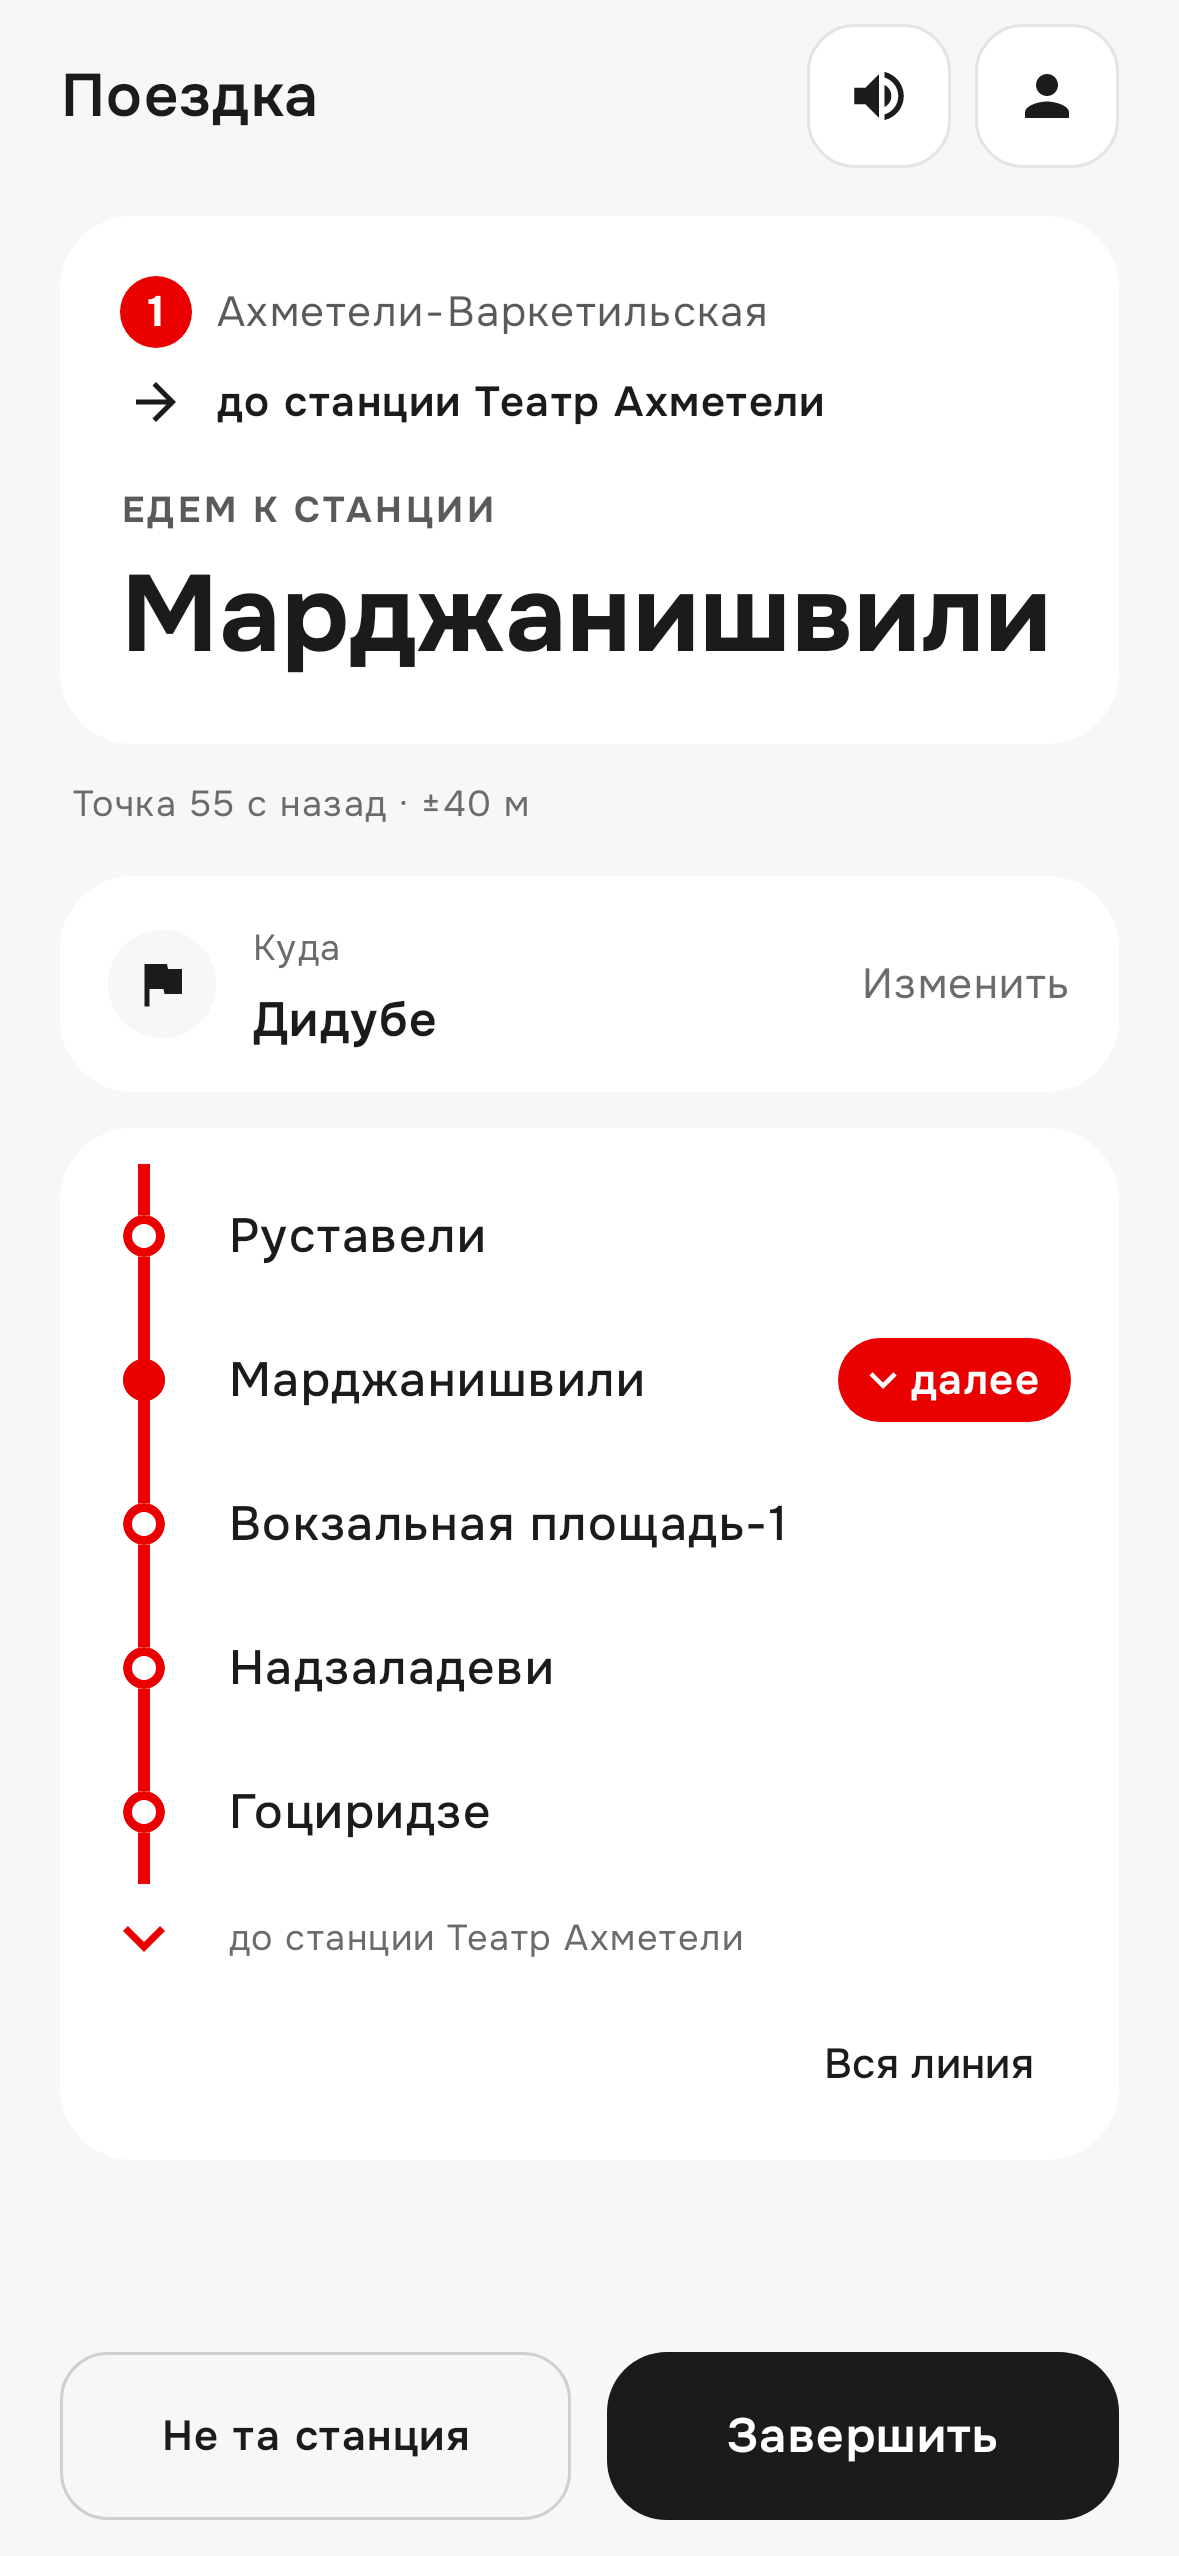 Поездка
1 Ахметели-Варкетильская
до станции Театр Ахметели
ЕДЕМ К СТАНЦИИ
Марджанишвили
Точка 55 с назад · ±40 м
Куда
Дидубе
Изменить
Руставели
Марджанишвили
далее
Вокзальная площадь-1
Надзаладеви
Гоциридзе
до станции Театр Ахметели
Вся линия
Не та станция
Завершить